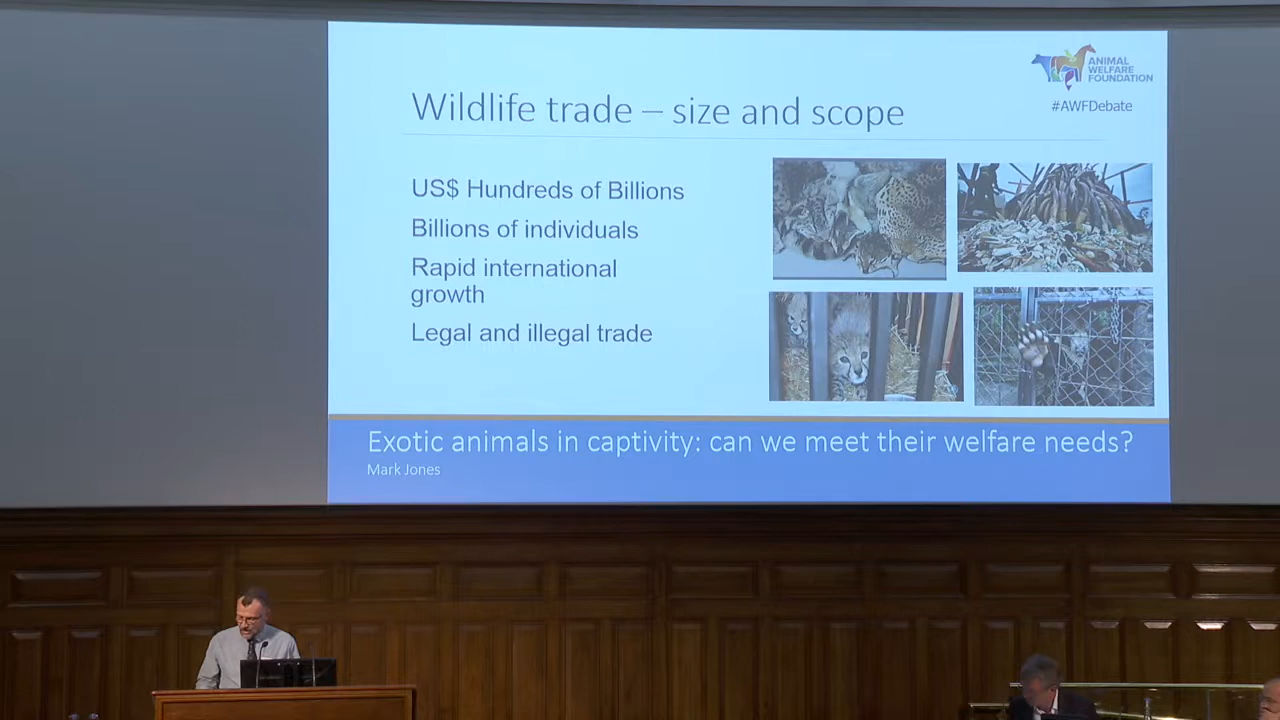 ANIMAL
WELFARE
FOUNDATION
#AWFDebate
Wildlife trade – size and scope
US$ Hundreds of Billions
Billions of individuals
Rapid international
growth
Legal and illegal trade
Exotic animals in captivity: can we meet their welfare needs?
Mark Jones